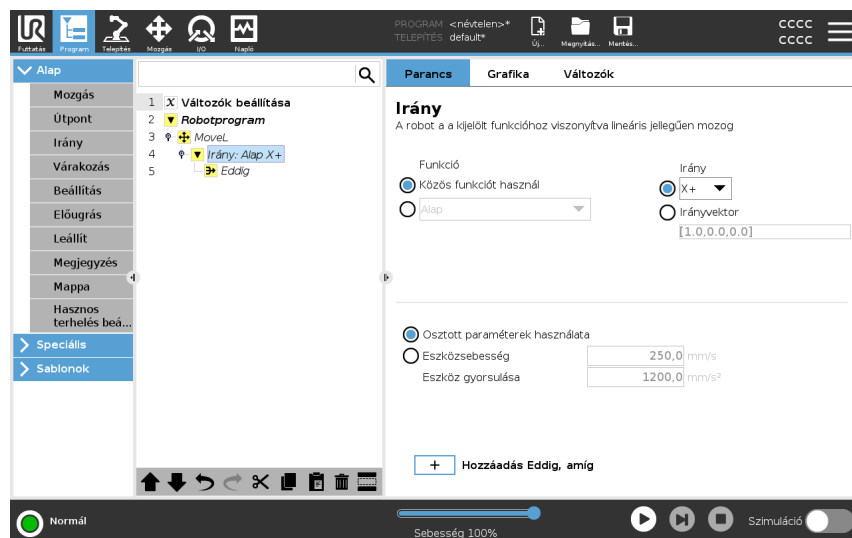 PROGRAM <névtelen>*
TELEPÍTÉS default*
CCCC
CCCC
Futtatás Program Telepítés Mozgás I/O Napló Új... Megnyitás... Mentés...
Alap
Mozgás
Útpont
Irány
Várakozás
Beállítás
Előugrás
Leállít
Megjegyzés
Mappa
Hasznos
terhelés beá...
Speciális
Sablonok
1 X Változók beállítása
2 Robotprogram
3 MoveL
4 Irány: Alap X+
5 Eddig
Parancs Grafika Változók
Irány
A robot a a kijelölt funkcióhoz viszonyítva lineáris jellegűen mozog
Funkció
Közös funkciót használ
Alap
Irány
X+
Irányvektor
[1.0,0.0,0.0]
Osztott paraméterek használata
Eszközsebesség 250,0 mm/s
Eszköz gyorsulása 1200,0 mm/s²
+ Hozzáadás Eddig, amíg
Normál
Sebesség 100%
Szimuláció